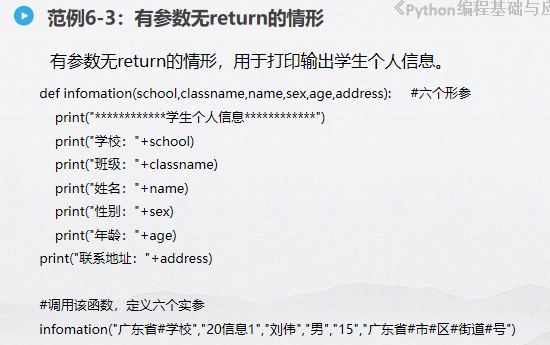 《Python 编程基础与应
范例6-3：有参数无return的情形
有参数无return的情形，用于打印输出学生个人信息。
def infomation(school,classname,name,sex,age,address): #六个形参
print("************学生个人信息************")
print("学校："+school)
print("班级："+classname)
print("姓名："+name)
print("性别："+sex)
print("年龄："+age)
print("联系地址："+address)
#调用该函数，定义六个实参
infomation("广东省#学校","20信息1","刘伟","男","15","广东省#市#区#街道#号")